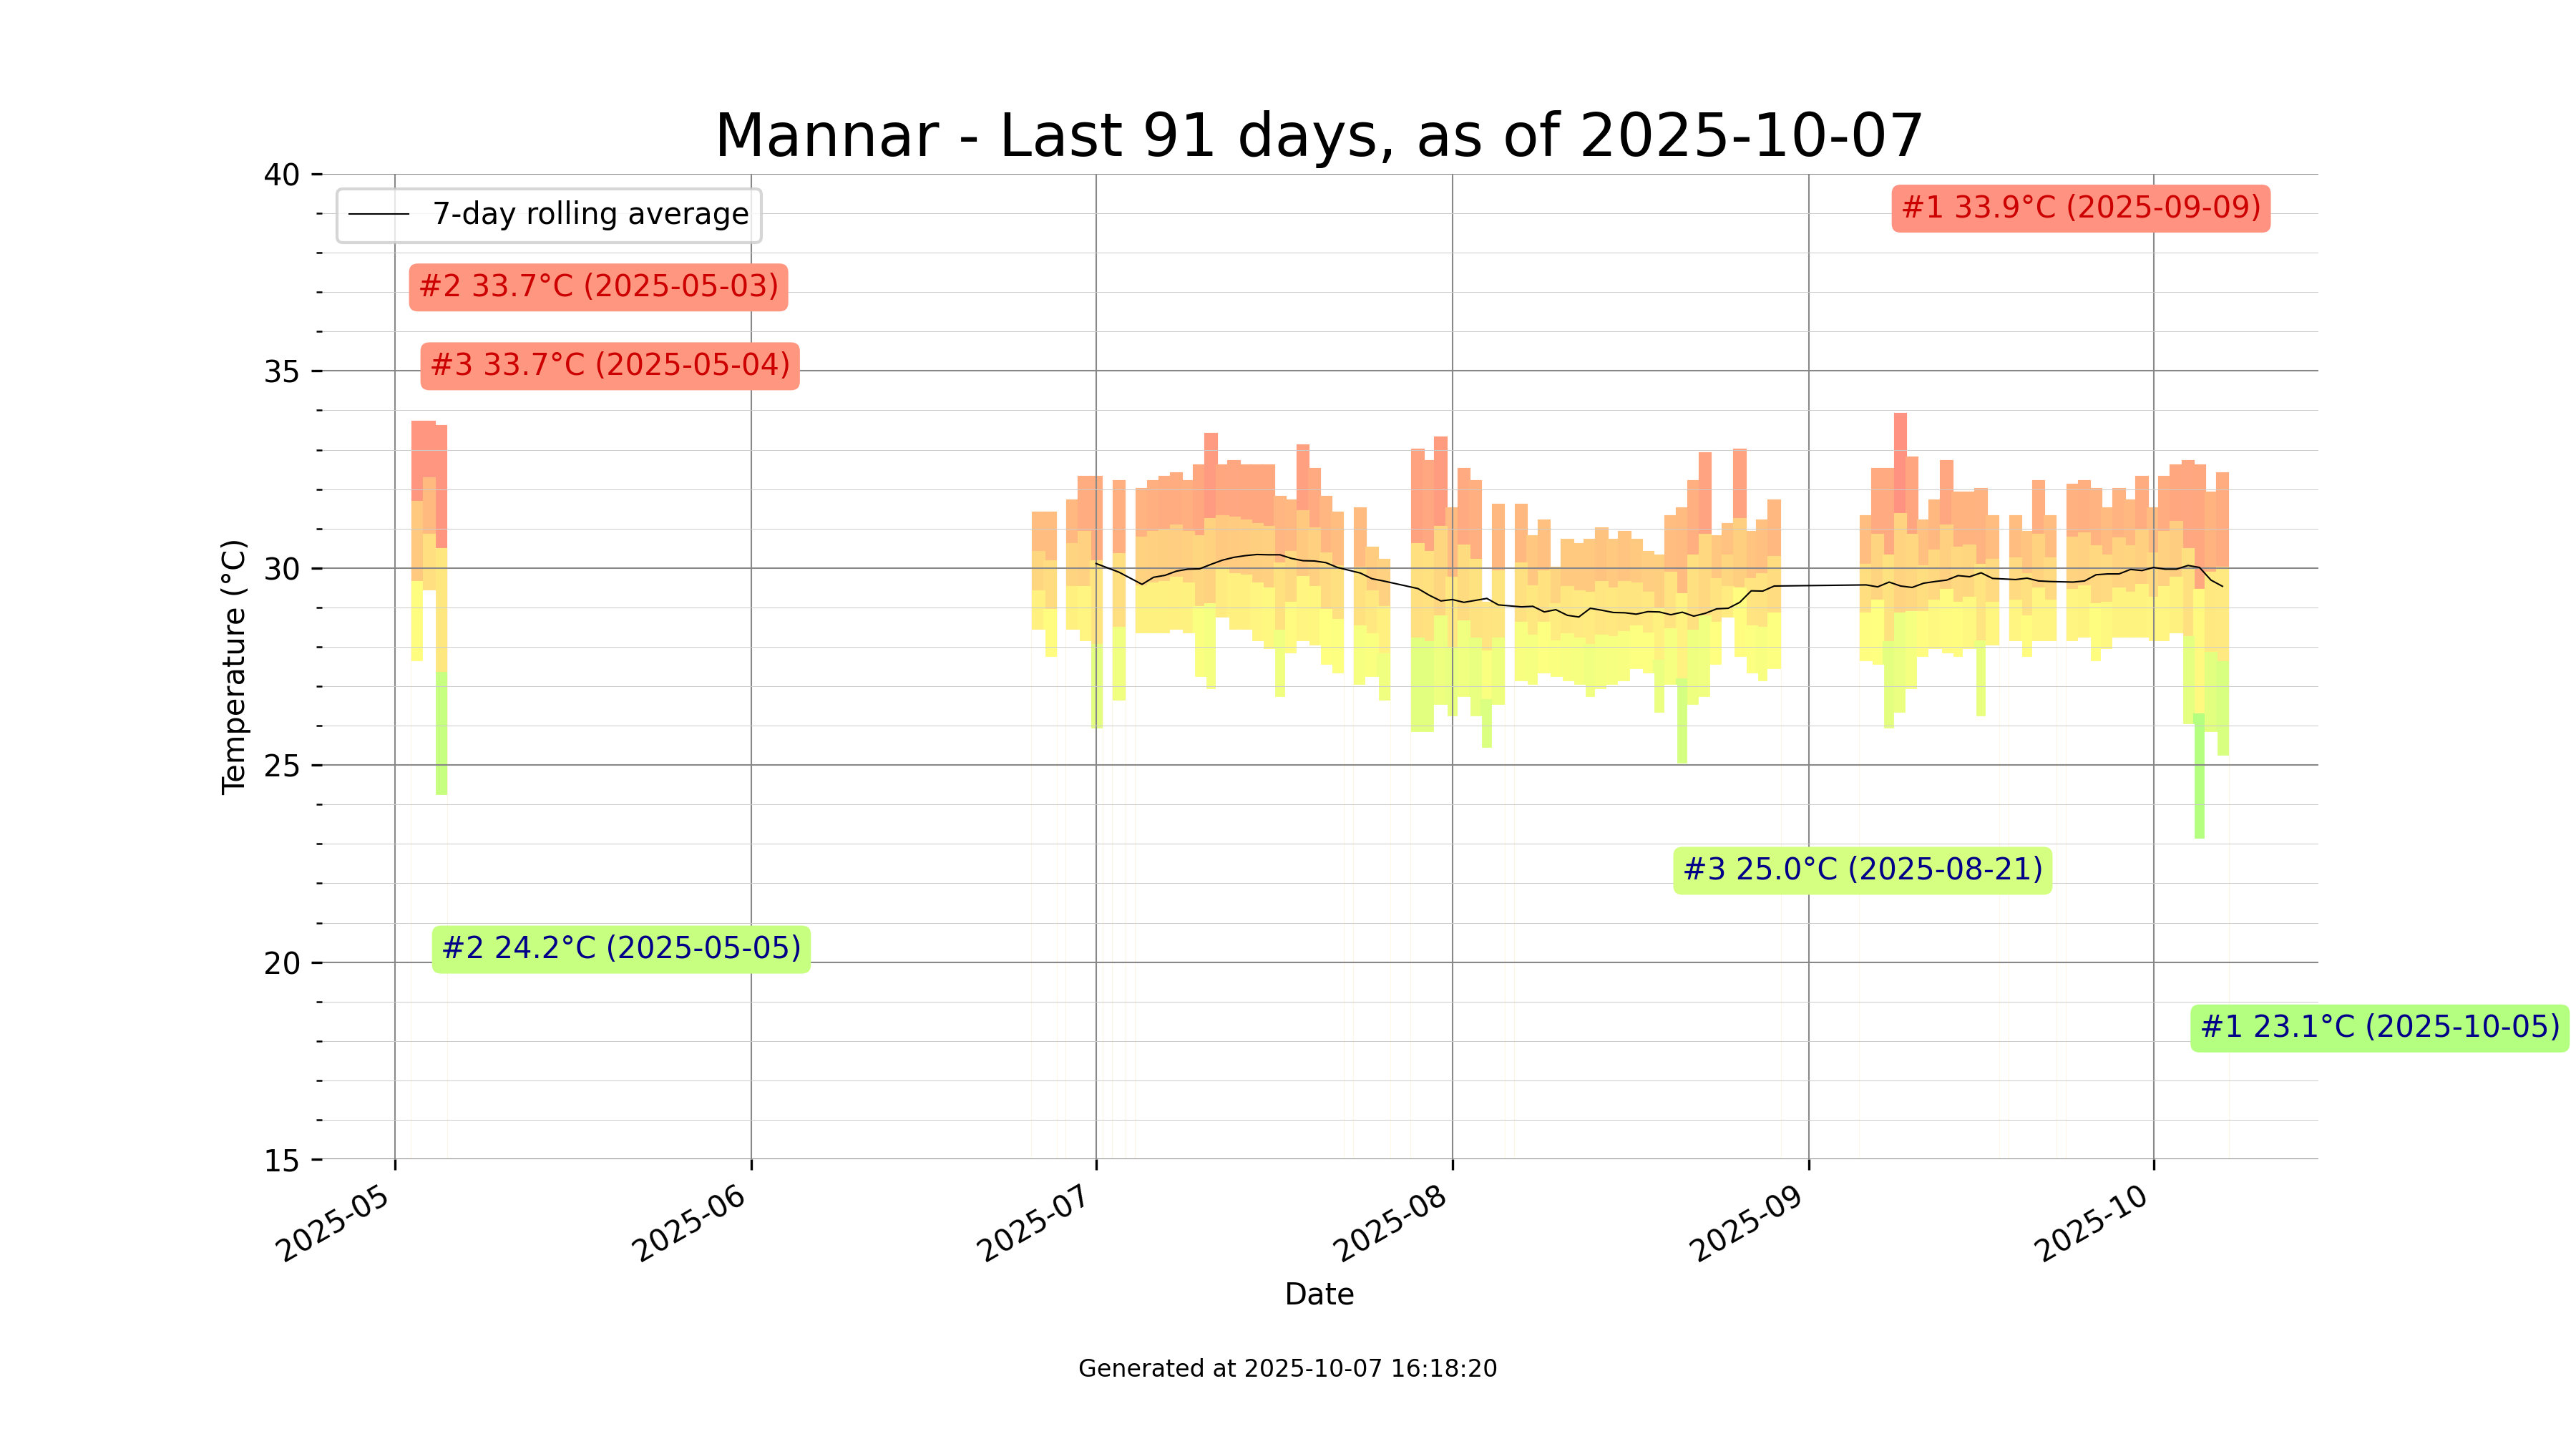 Mannar - Last 91 days, as of 2025-10-07
40
7-day rolling average
#1 33.9°C (2025-09-09)
#2 33.7°C (2025-05-03)
35
#3 33.7°C (2025-05-04)
30
Temperature (°C)
25
#3 25.0°C (2025-08-21)
#2 24.2°C (2025-05-05)
20
#1 23.1°C (2025-10-05)
15
2025-05
2025-06
2025-07
2025-08
2025-09
2025-10
Date
Generated at 2025-10-07 16:18:20